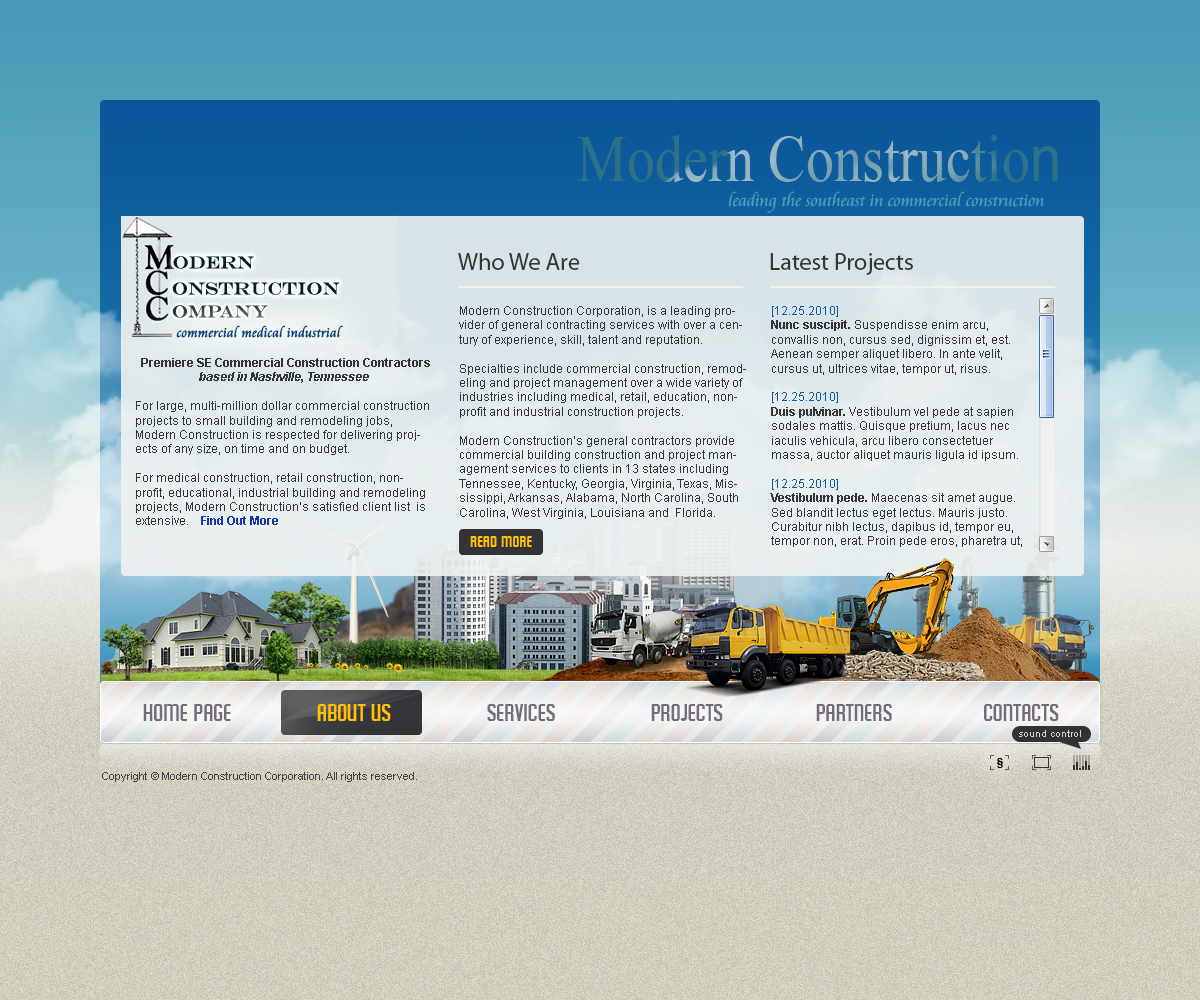 Modern Construction
leading the southeast in commercial construction
MODERN
CONSTRUCTION
COMPANY
commercial medical industrial
Premiere SE Commercial Construction Contractors
based in Nashville, Tennessee
For large, multi-million dollar commercial construction
projects to small building and remodeling jobs,
Modern Construction is respected for delivering proj-
ects of any size, on time and on budget.
For medical construction, retail construction, non-
profit, educational, industrial building and remodeling
projects, Modern Construction's satisfied client list is
extensive. Find Out More
Who We Are
Modern Construction Corporation, is a leading pro-
vider of general contracting services with over a cen-
tury of experience, skill, talent and reputation.
Specialties include commercial construction, remod-
eling and project management over a wide variety of
industries including medical, retail, education, non-
profit and industrial construction projects.
Modern Construction's general contractors provide
commercial building construction and project man-
agement services to clients in 13 states including
Tennessee, Kentucky, Georgia, Virginia, Texas, Mis-
sissippi, Arkansas, Alabama, North Carolina, South
Carolina, West Virginia, Louisiana and Florida.
READ MORE
Latest Projects
[12.25.2010]
Nunc suscipit. Suspendisse enim arcu,
convallis non, cursus sed, dignissim et, est.
Aenean semper aliquet libero. In ante velit,
cursus ut, ultrices vitae, tempor ut, risus.
[12.25.2010]
Duis pulvinar. Vestibulum vel pede at sapien
sodales mattis. Quisque pretium, lacus nec
iaculis vehicula, arcu libero consectetuer
massa, auctor aliquet mauris ligula id ipsum.
[12.25.2010]
Vestibulum pede. Maecenas sit amet augue.
Sed blandit lectus eget lectus. Mauris justo.
Curabitur nibh lectus, dapibus id, tempor eu,
tempor non, erat. Proin pede eros, pharetra ut,
HOME PAGE
ABOUT US
SERVICES
PROJECTS
PARTNERS
CONTACTS
sound control
§
Copyright © Modern Construction Corporation. All rights reserved.